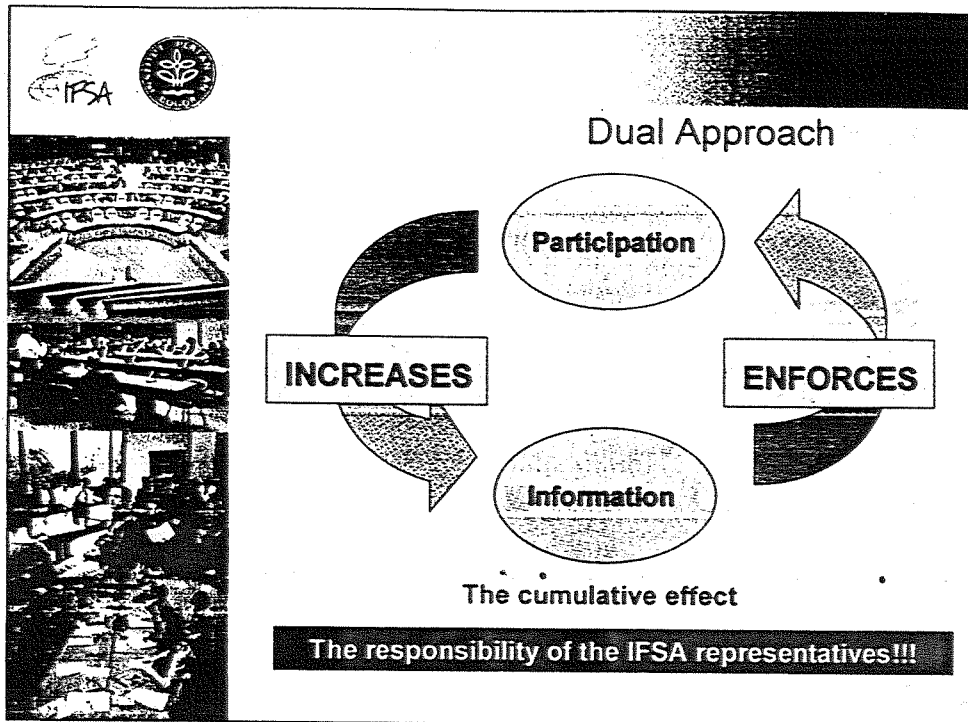 IFSA
Dual Approach
Participation
INCREASES
ENFORCES
Information
The cumulative effect
The responsibility of the IFSA representatives!!!